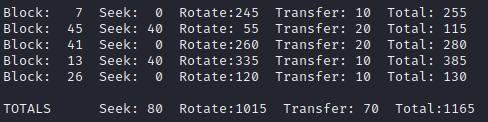 Block:   7  Seek:  0  Rotate:245  Transfer: 10  Total: 255
Block:  45  Seek: 40  Rotate: 55  Transfer: 20  Total: 115
Block:  41  Seek:  0  Rotate:260  Transfer: 20  Total: 280
Block:  13  Seek: 40  Rotate:335  Transfer: 10  Total: 385
Block:  26  Seek:  0  Rotate:120  Transfer: 10  Total: 130
TOTALS      Seek: 80  Rotate:1015  Transfer: 70  Total:1165